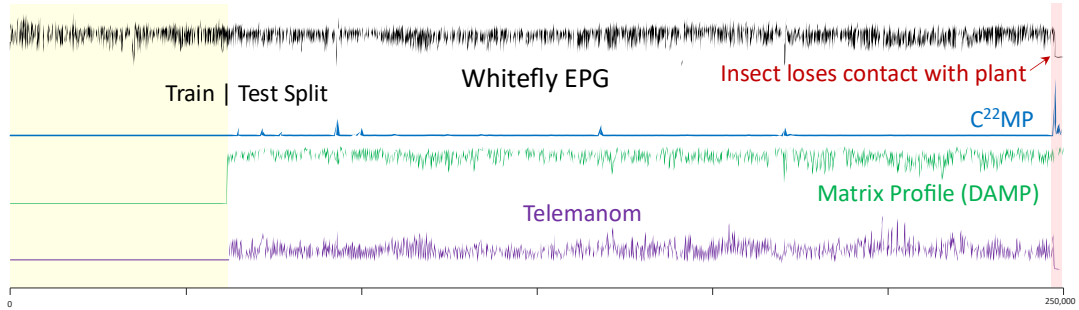 Whitefly EPG
Insect loses contact with plant
Train | Test Split
C²²MP
Matrix Profile (DAMP)
Telemanom
0
250,000